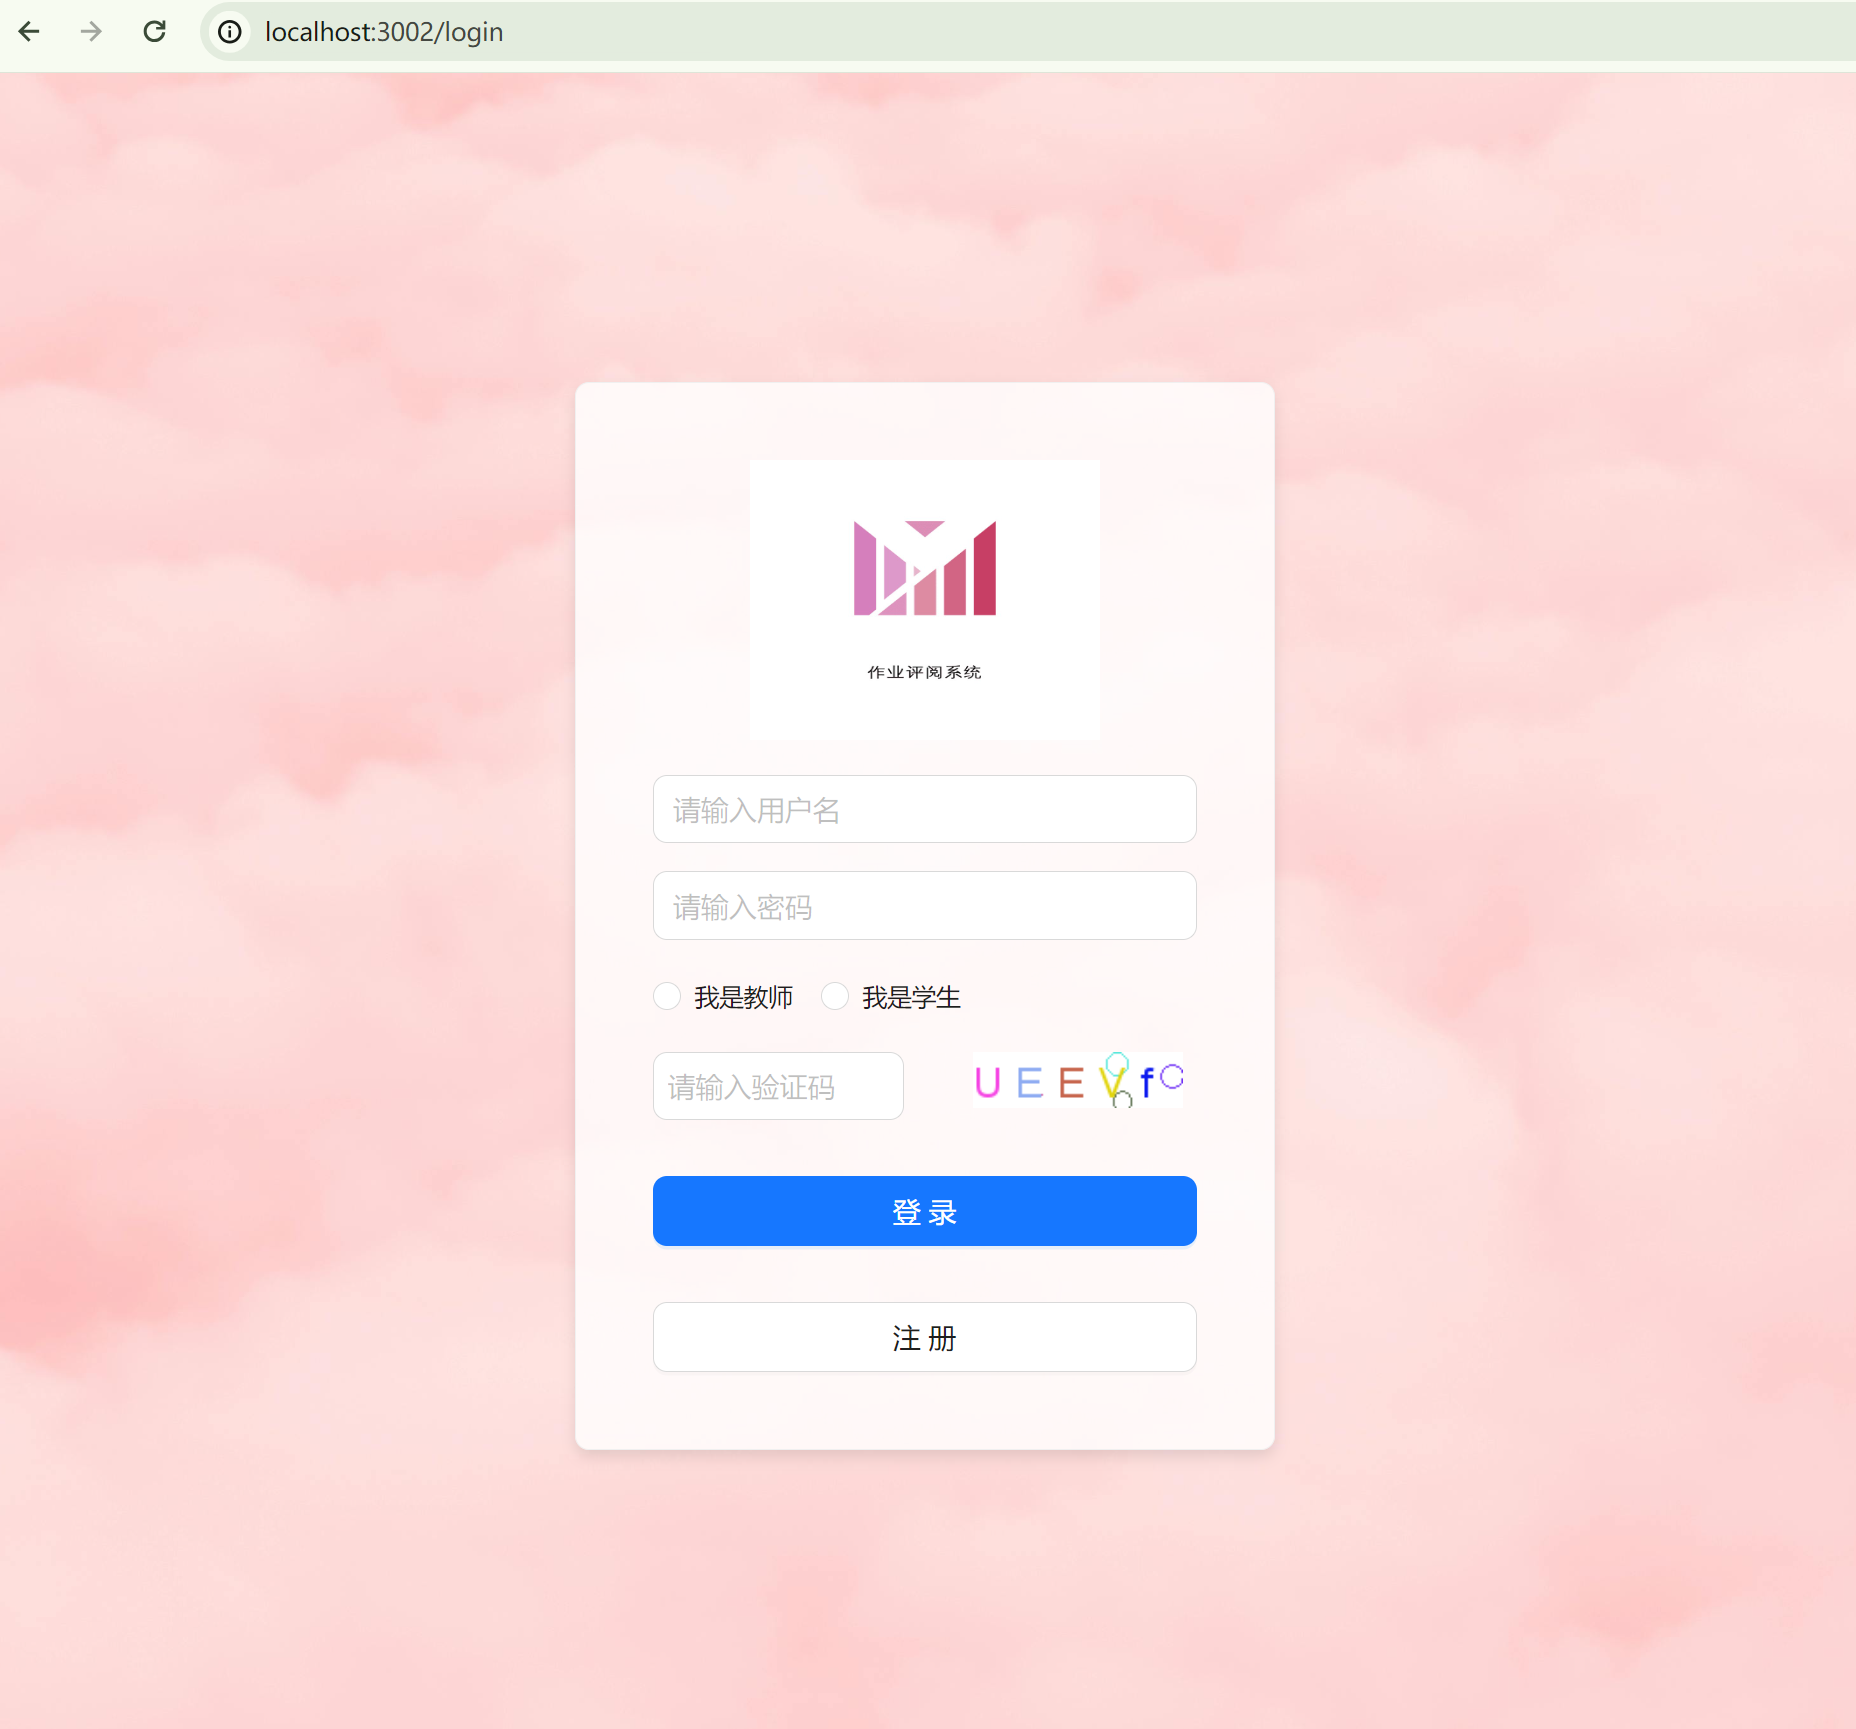 localhost:3002/login
作业评阅系统
请输入用户名
请输入密码
我是教师 我是学生
请输入验证码 U E E V f
登 录
注 册